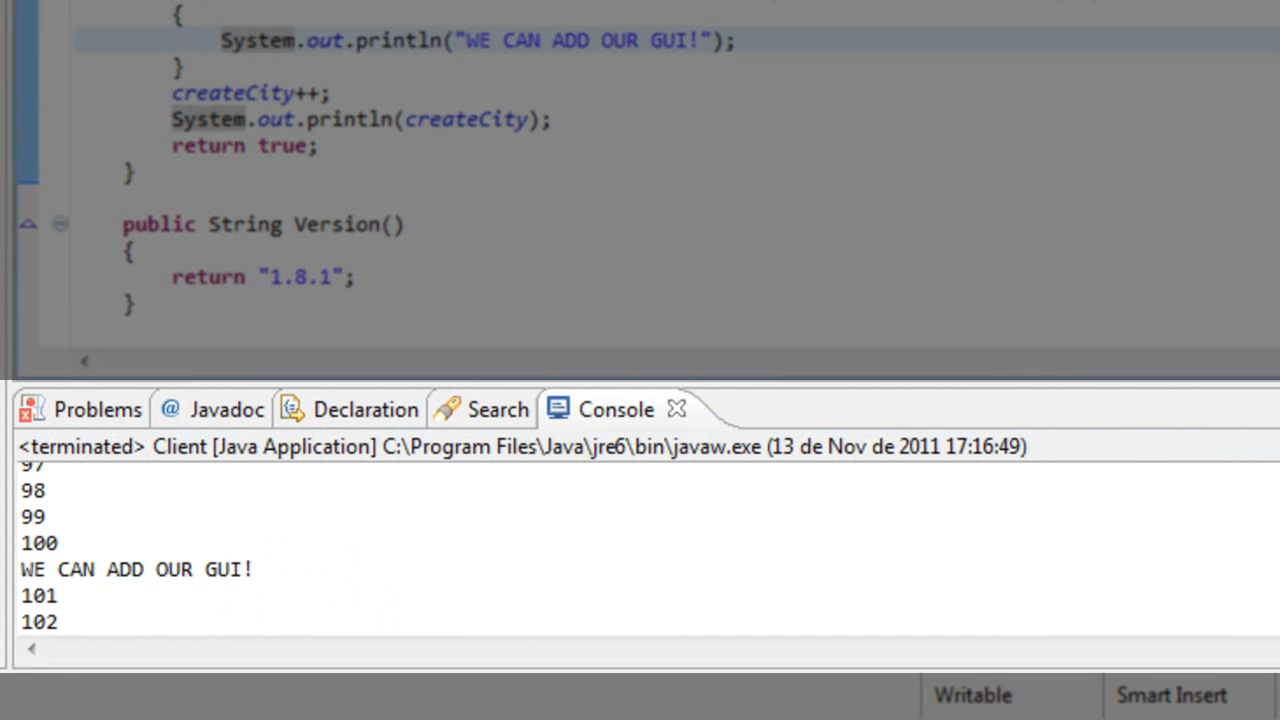 {
System.out.println("WE CAN ADD OUR GUI!");
}
createCity++;
System.out.println(createCity);
return true;
}
public String Version()
{
return "1.8.1";
}
Problems @ Javadoc Declaration Search Console
<terminated> Client [Java Application] C:\Program Files\Java\jre6\bin\javaw.exe (13 de Nov de 2011 17:16:49)
97
98
99
100
WE CAN ADD OUR GUI!
101
102
Writable Smart Insert